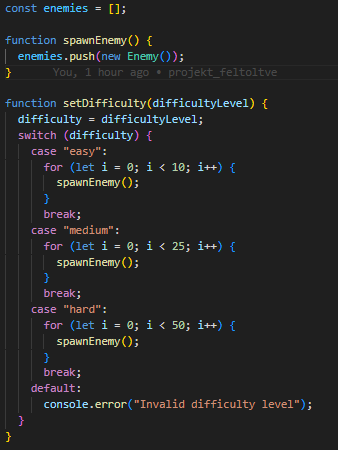 const enemies = [];

function spawnEnemy() {
  enemies.push(new Enemy());
}        You, 1 hour ago • projekt_feltoltve

function setDifficulty(difficultyLevel) {
  difficulty = difficultyLevel;
  switch (difficulty) {
    case "easy":
      for (let i = 0; i < 10; i++) {
        spawnEnemy();
      }
      break;
    case "medium":
      for (let i = 0; i < 25; i++) {
        spawnEnemy();
      }
      break;
    case "hard":
      for (let i = 0; i < 50; i++) {
        spawnEnemy();
      }
      break;
    default:
      console.error("Invalid difficulty level");
  }
}